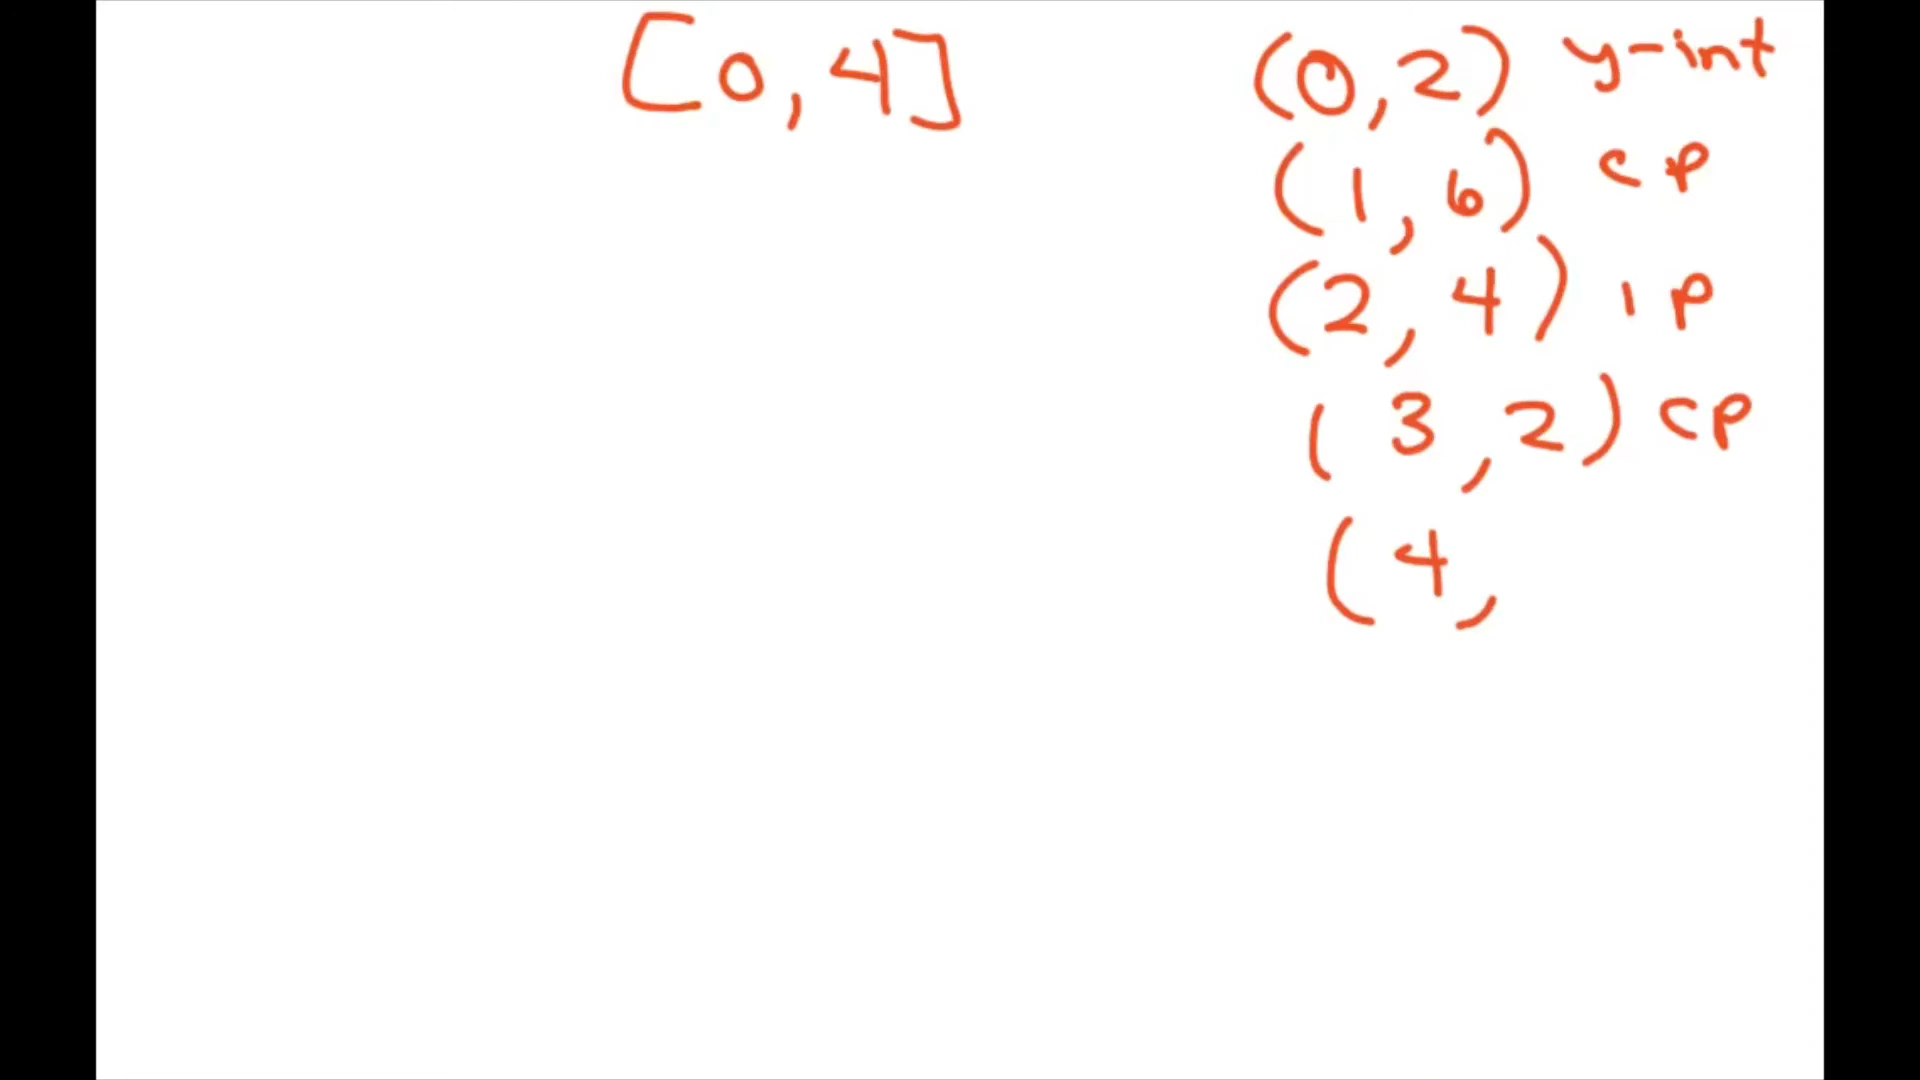 [0,4]
(0,2) y-int
(1,6) cp
(2,4) ip
(3,2) cp
(4,